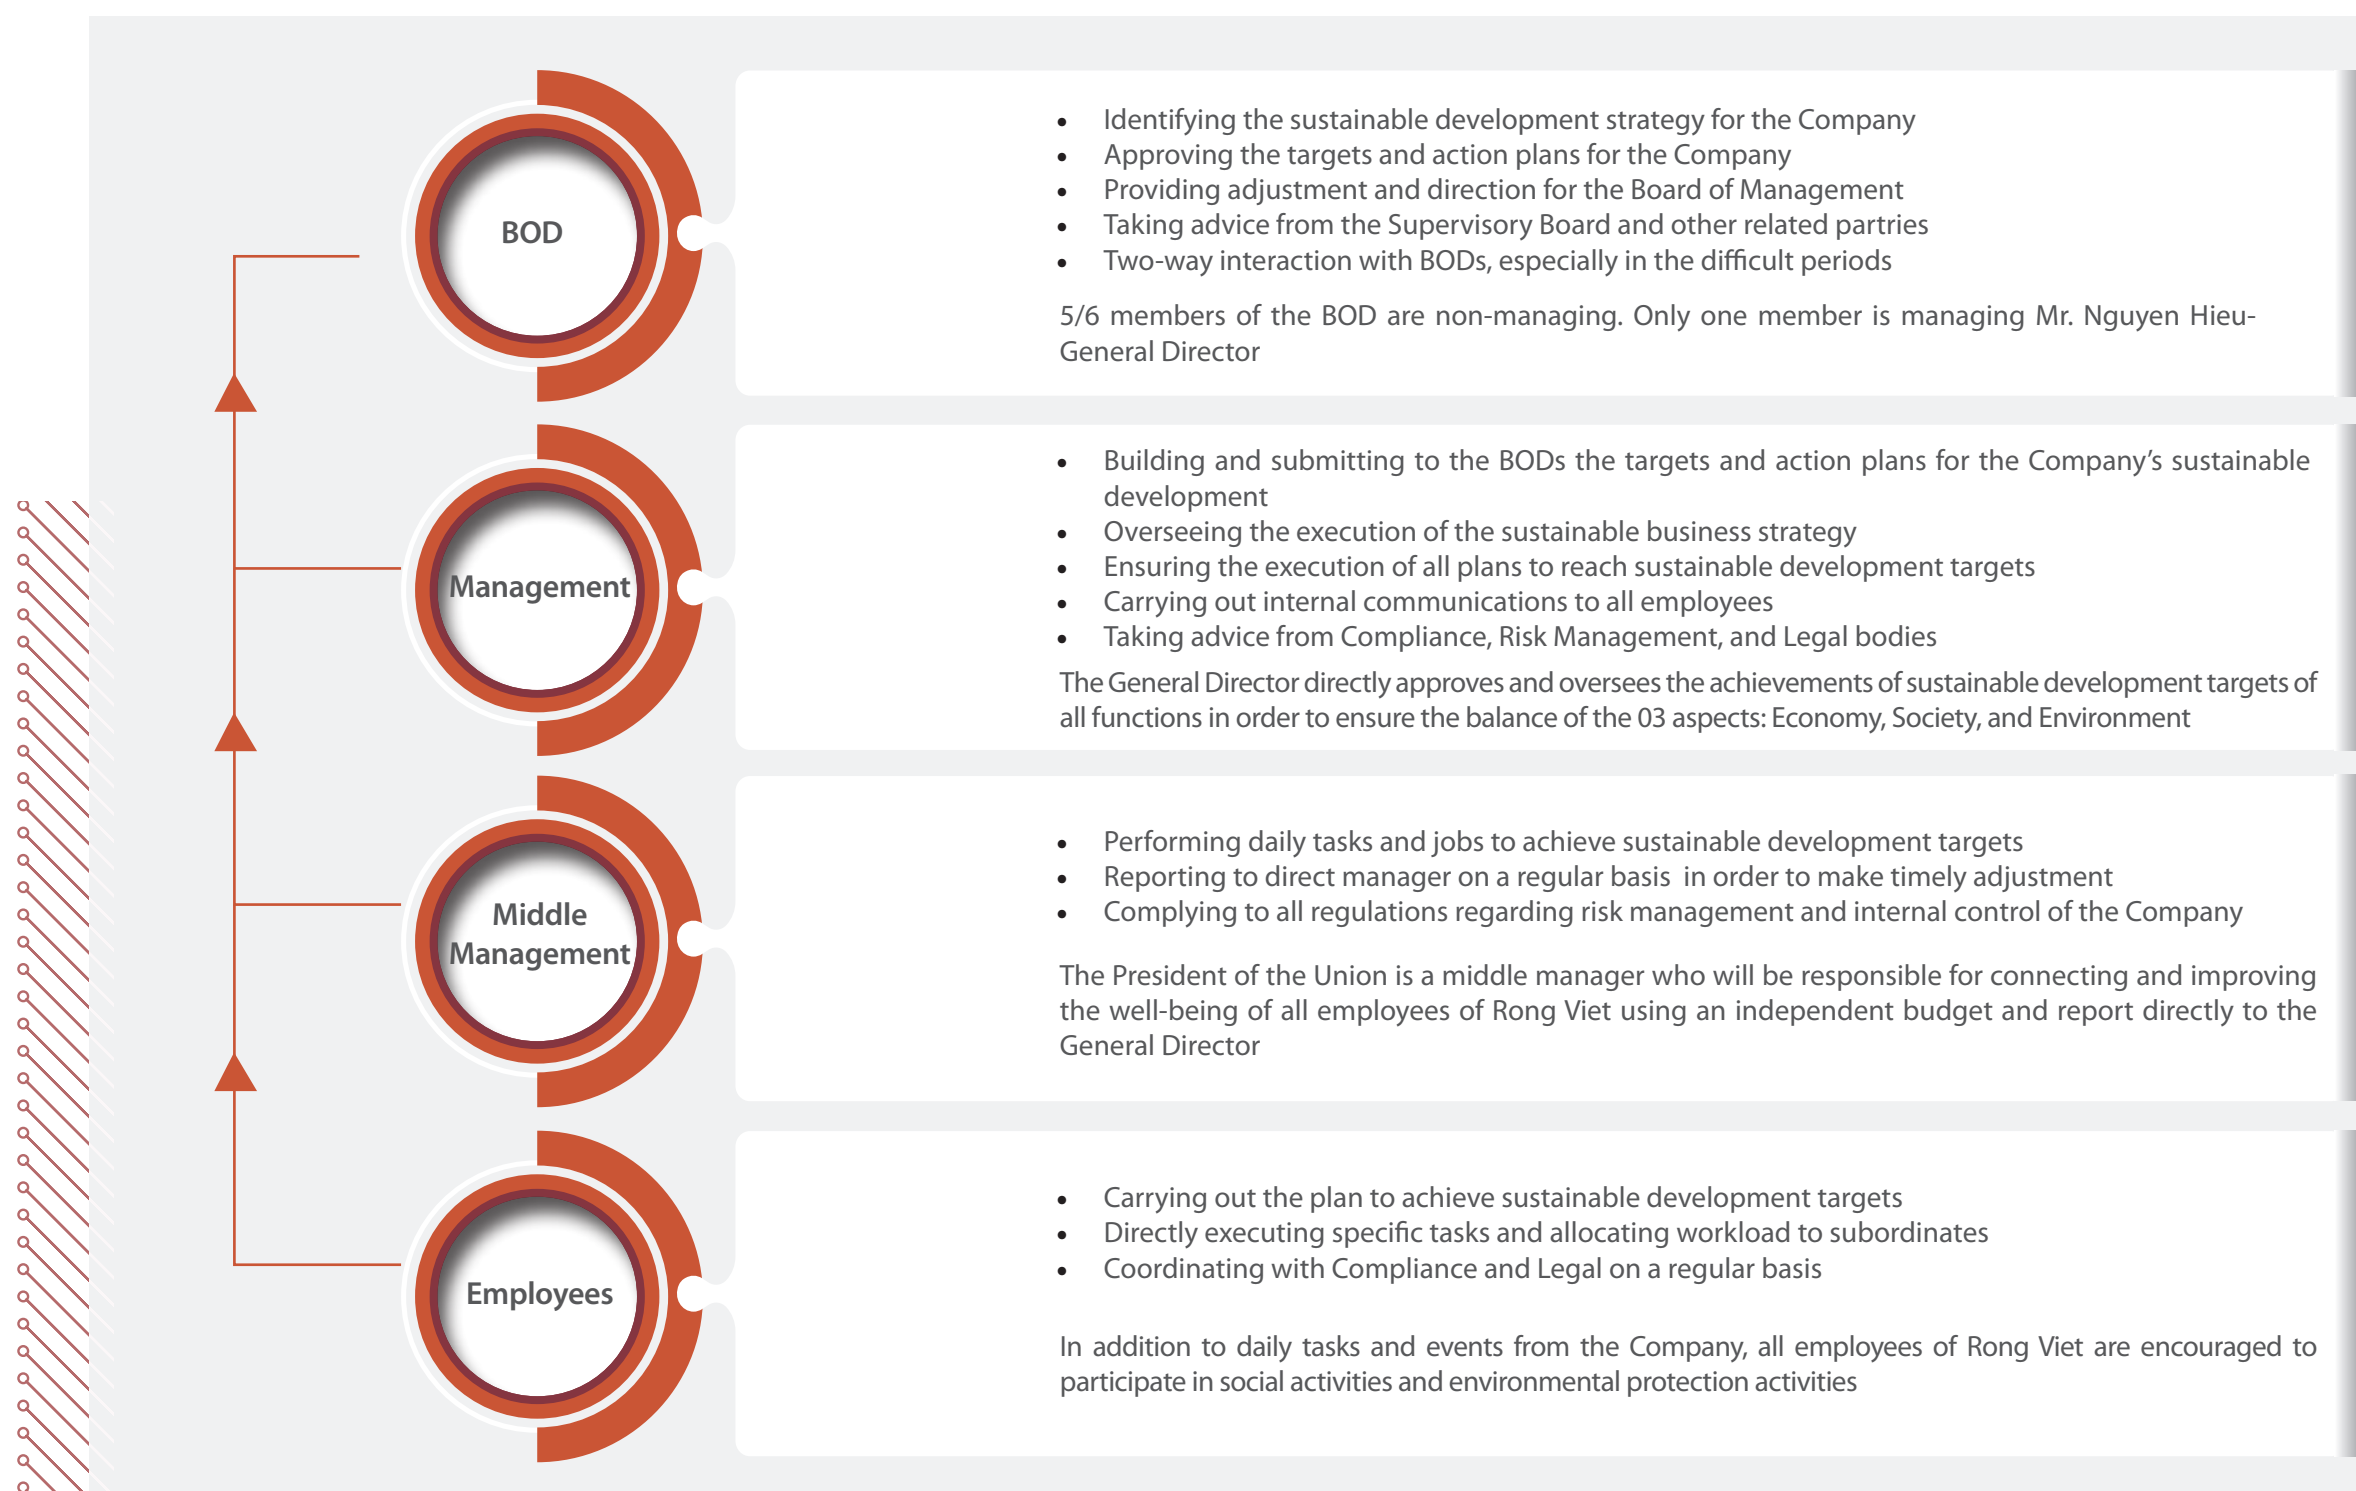 BOD
• Identifying the sustainable development strategy for the Company
• Approving the targets and action plans for the Company
• Providing adjustment and direction for the Board of Management
• Taking advice from the Supervisory Board and other related partries
• Two-way interaction with BODs, especially in the difficult periods
5/6 members of the BOD are non-managing. Only one member is managing Mr. Nguyen Hieu-
General Director
Management
• Building and submitting to the BODs the targets and action plans for the Company’s sustainable
development
• Overseeing the execution of the sustainable business strategy
• Ensuring the execution of all plans to reach sustainable development targets
• Carrying out internal communications to all employees
• Taking advice from Compliance, Risk Management, and Legal bodies
The General Director directly approves and oversees the achievements of sustainable development targets of
all functions in order to ensure the balance of the 03 aspects: Economy, Society, and Environment
Middle
Management
• Performing daily tasks and jobs to achieve sustainable development targets
• Reporting to direct manager on a regular basis in order to make timely adjustment
• Complying to all regulations regarding risk management and internal control of the Company
The President of the Union is a middle manager who will be responsible for connecting and improving
the well-being of all employees of Rong Viet using an independent budget and report directly to the
General Director
Employees
• Carrying out the plan to achieve sustainable development targets
• Directly executing specific tasks and allocating workload to subordinates
• Coordinating with Compliance and Legal on a regular basis
In addition to daily tasks and events from the Company, all employees of Rong Viet are encouraged to
participate in social activities and environmental protection activities